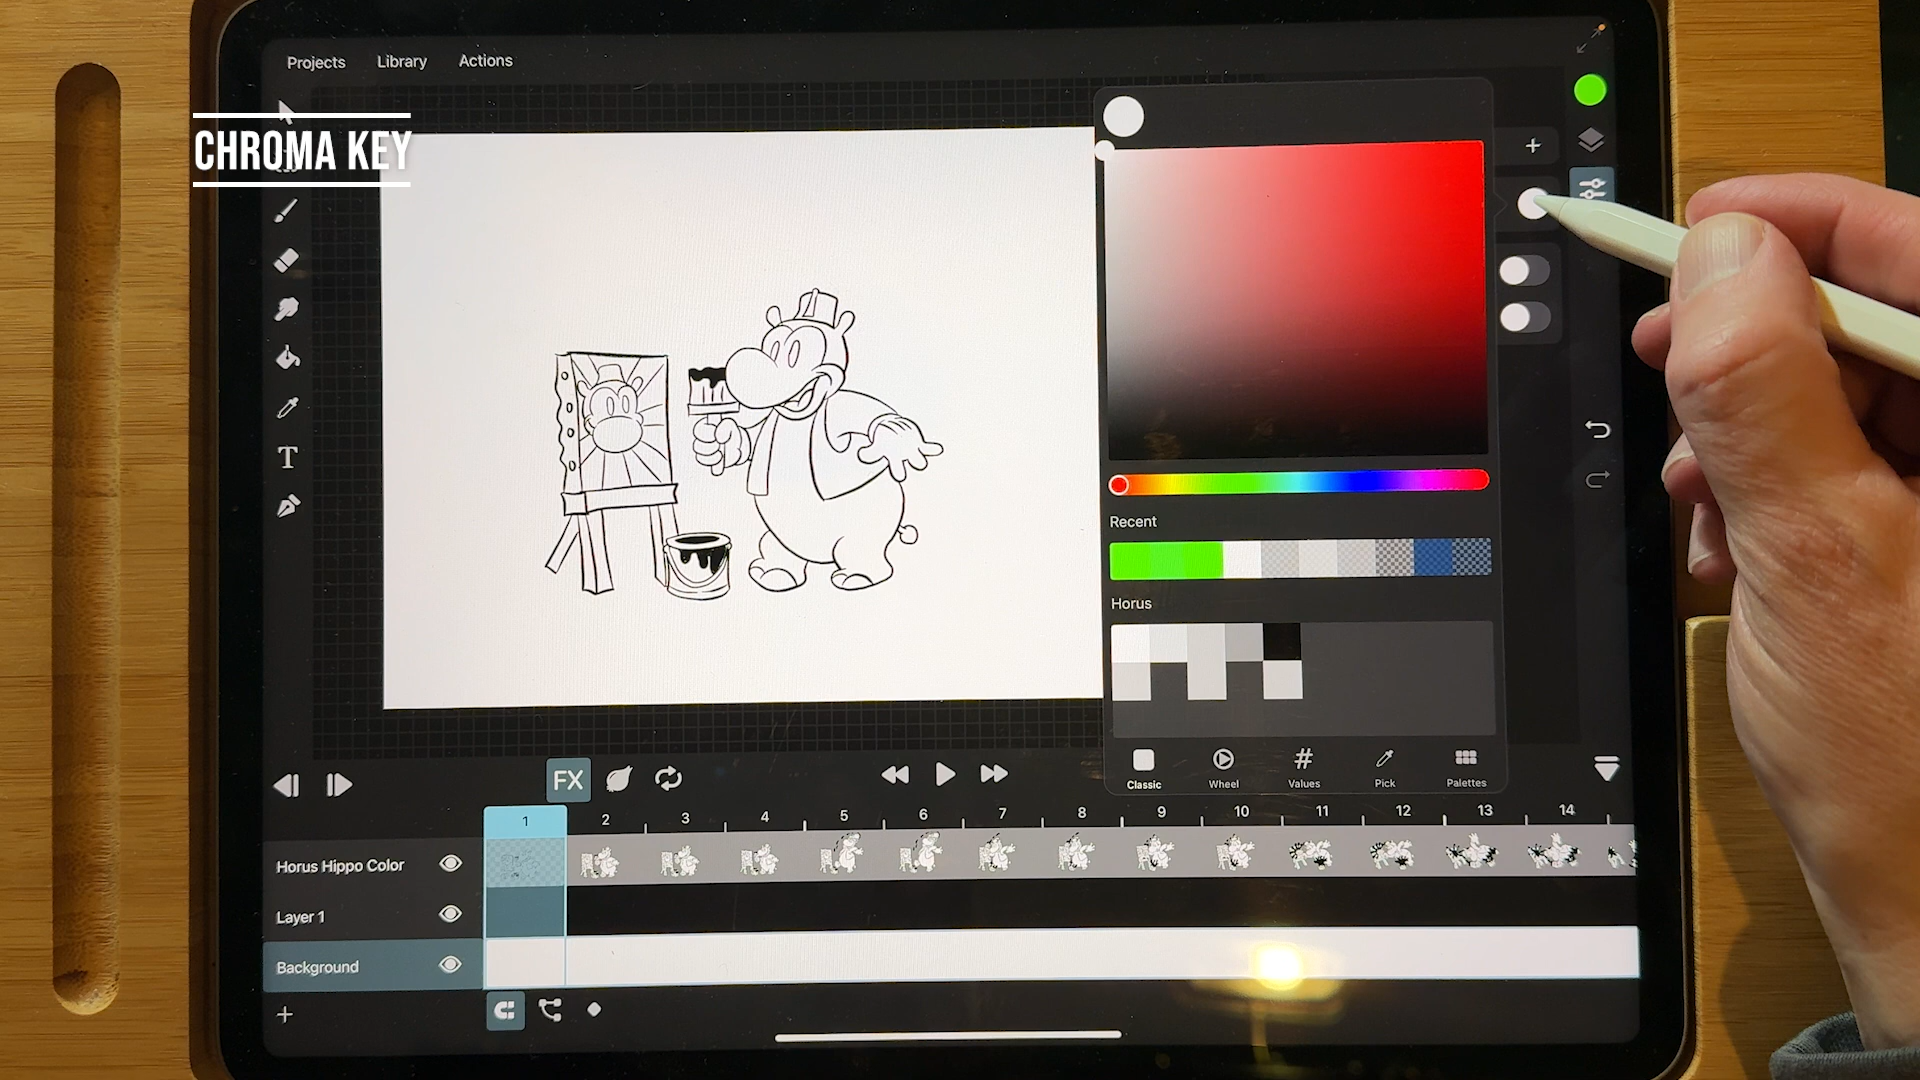 Projects Library Actions
CHROMA KEY
T
Recent
Horus
#
Classic Wheel Values Pick Palettes
FX
1 2 3 4 5 6 7 8 9 10 11 12 13 14
Horus Hippo Color
Layer 1
Background